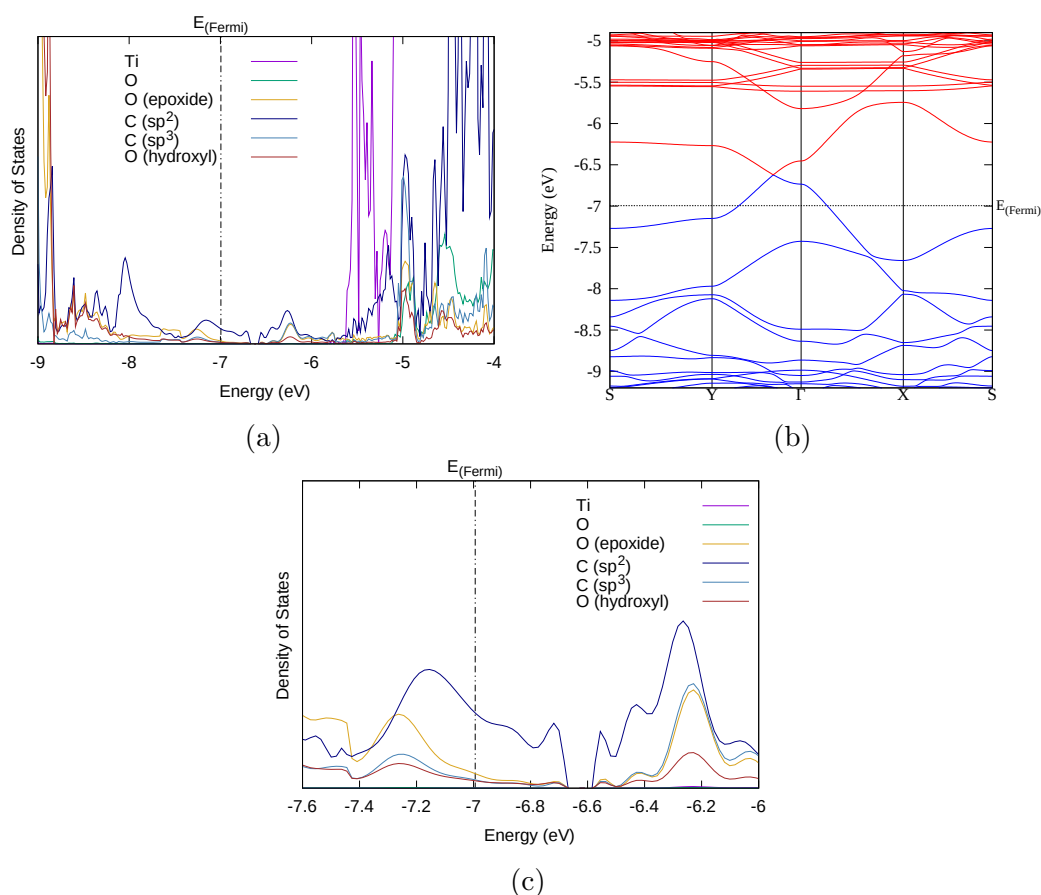 E(Fermi)
Ti
O
O (epoxide)
C (sp2)
C (sp3)
O (hydroxyl)
Density of States
-9 -8 -7 -6 -5 -4
Energy (eV)
(a)
-5
-5.5
-6
-6.5
-7
-7.5
-8
-8.5
-9
Energy (eV)
E(Fermi)
S Y Γ X S
(b)
E(Fermi)
Ti
O
O (epoxide)
C (sp2)
C (sp3)
O (hydroxyl)
Density of States
-7.6 -7.4 -7.2 -7 -6.8 -6.6 -6.4 -6.2 -6
Energy (eV)
(c)